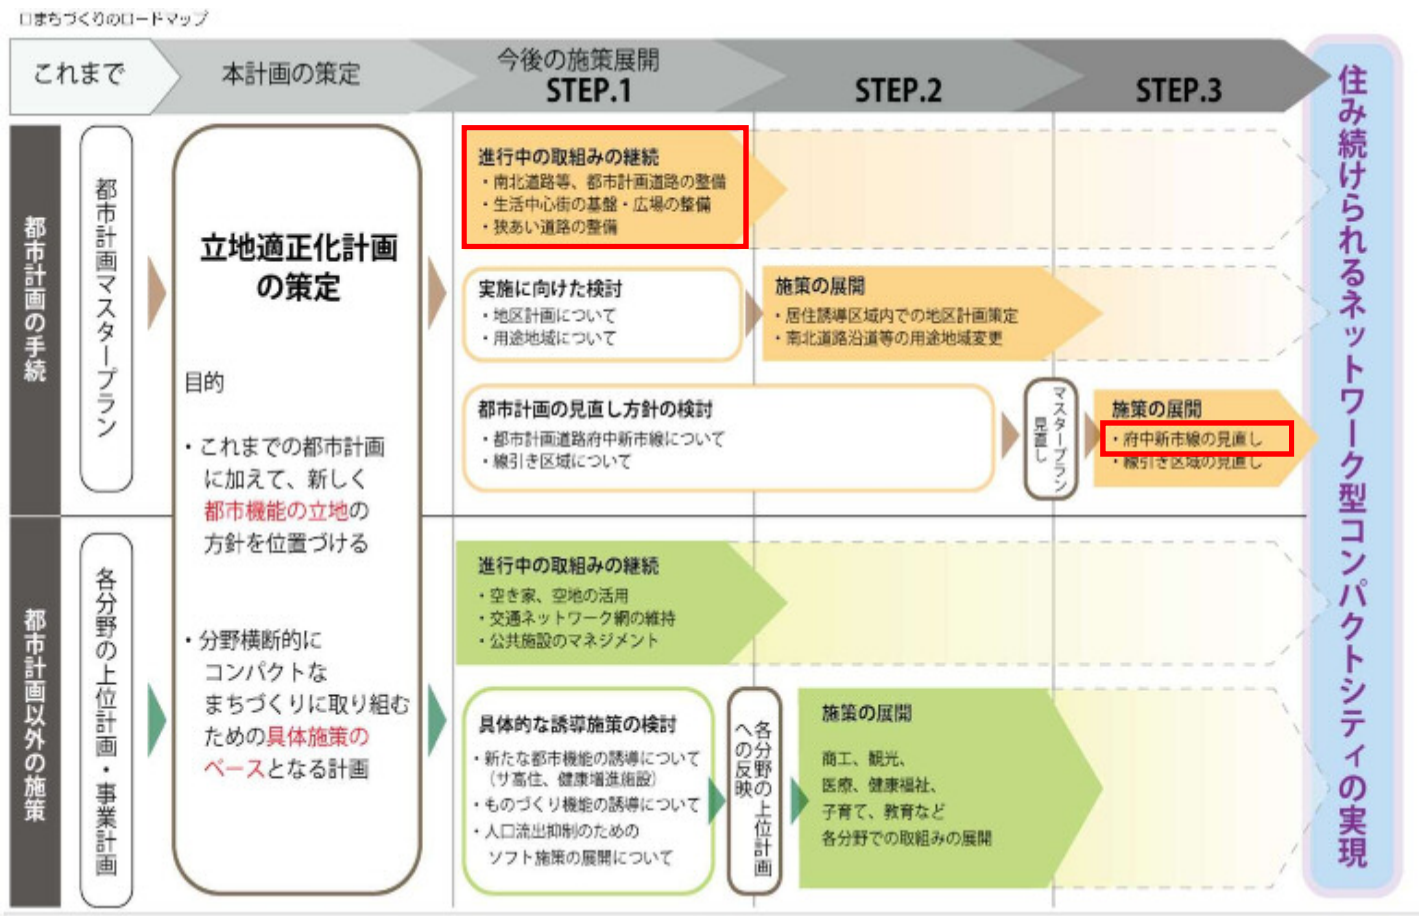 □まちづくりのロードマップ
これまで
本計画の策定
今後の施策展開
STEP.1
STEP.2
STEP.3
都市計画の手続
都市計画マスタープラン
立地適正化計画
の策定
目的
・これまでの都市計画
に加えて、新しく
都市機能の立地の
方針を位置づける
・分野横断的に
コンパクトな
まちづくりに取り組む
ための具体施策の
ベースとなる計画
進行中の取組みの継続
・南北道路等、都市計画道路の整備
・生活中心街の基盤・広場の整備
・狭あい道路の整備
実施に向けた検討
・地区計画について
・用途地域について
施策の展開
・居住誘導区域内での地区計画策定
・南北道路沿道等の用途地域変更
都市計画の見直し方針の検討
・都市計画道路府中新市線について
・線引き区域について
マスタープラン
見直し
施策の展開
・府中新市線の見直し
・線引き区域の見直し
都市計画以外の施策
各分野の上位計画・事業計画
進行中の取組みの継続
・空き家、空地の活用
・交通ネットワーク網の維持
・公共施設のマネジメント
具体的な誘導施策の検討
・新たな都市機能の誘導について
（サ高住、健康増進施設）
・ものづくり機能の誘導について
・人口流出抑制のための
ソフト施策の展開について
各分野の上位計画
への反映
施策の展開
商工、観光、
医療、健康福祉、
子育て、教育など
各分野での取組みの展開
住み続けられるネットワーク型コンパクトシティの実現